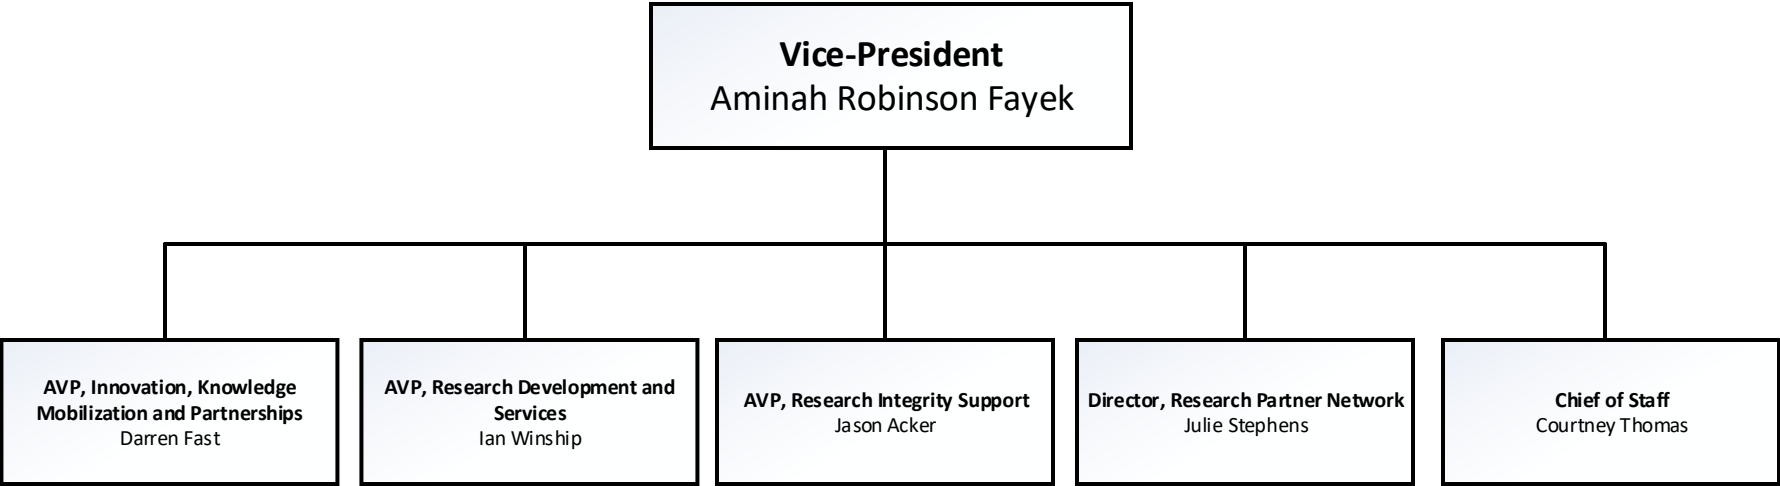 Vice-President
Aminah Robinson Fayek
AVP, Innovation, Knowledge
Mobilization and Partnerships
Darren Fast
AVP, Research Development and
Services
Ian Winship
AVP, Research Integrity Support
Jason Acker
Director, Research Partner Network
Julie Stephens
Chief of Staff
Courtney Thomas